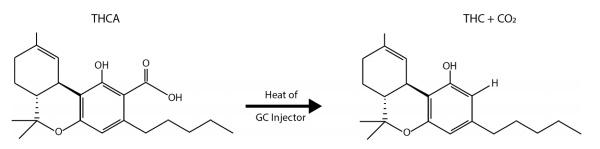 THCA
THC + CO₂
OH
O
OH
O
Heat of
GC Injector
OH
H
O